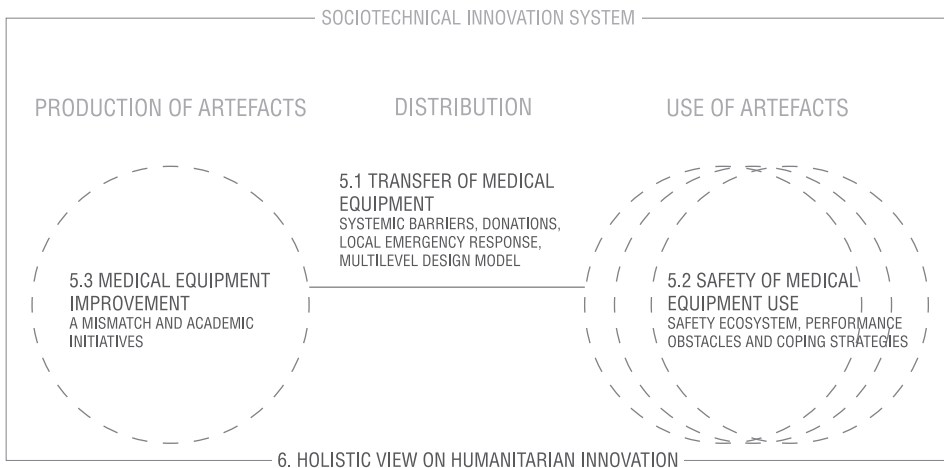 SOCIOTECHNICAL INNOVATION SYSTEM
PRODUCTION OF ARTEFACTS
DISTRIBUTION
USE OF ARTEFACTS
5.3 MEDICAL EQUIPMENT
IMPROVEMENT
A MISMATCH AND ACADEMIC
INITIATIVES
5.1 TRANSFER OF MEDICAL
EQUIPMENT
SYSTEMIC BARRIERS, DONATIONS,
LOCAL EMERGENCY RESPONSE,
MULTILEVEL DESIGN MODEL
5.2 SAFETY OF MEDICAL
EQUIPMENT USE
SAFETY ECOSYSTEM, PERFORMANCE
OBSTACLES AND COPING STRATEGIES
6. HOLISTIC VIEW ON HUMANITARIAN INNOVATION